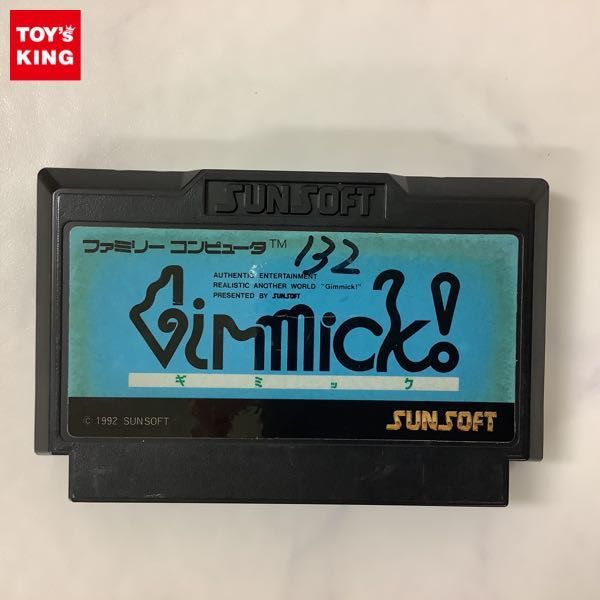 TOY's
KING
SUNSOFT
ファミリー コンピュータ™
132
AUTHENTIC ENTERTAINMENT
REALISTIC ANOTHER WORLD "Gimmick!"
PRESENTED BY SUNSOFT
Gimmick!
ギミック
© 1992 SUNSOFT
SUNSOFT